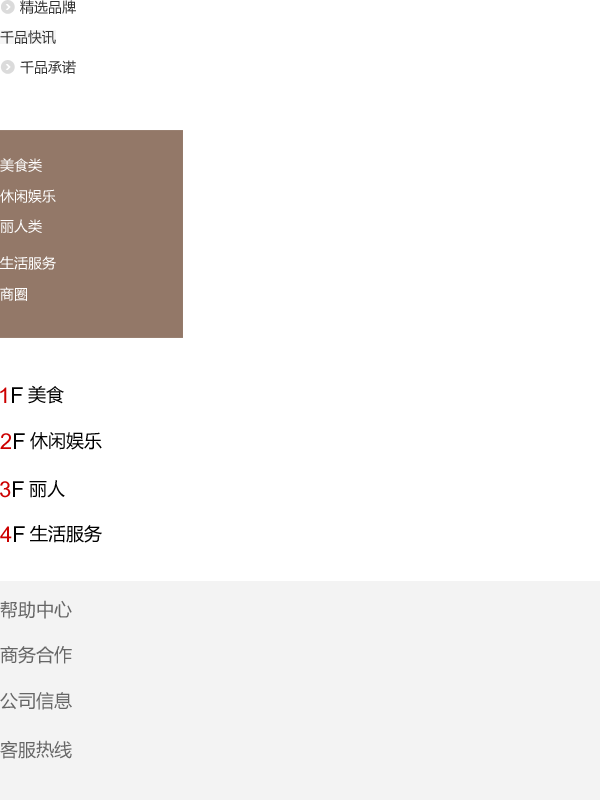 精选品牌
千品快讯
千品承诺
美食类
休闲娱乐
丽人类
生活服务
商圈
1F 美食
2F 休闲娱乐
3F 丽人
4F 生活服务
帮助中心
商务合作
公司信息
客服热线